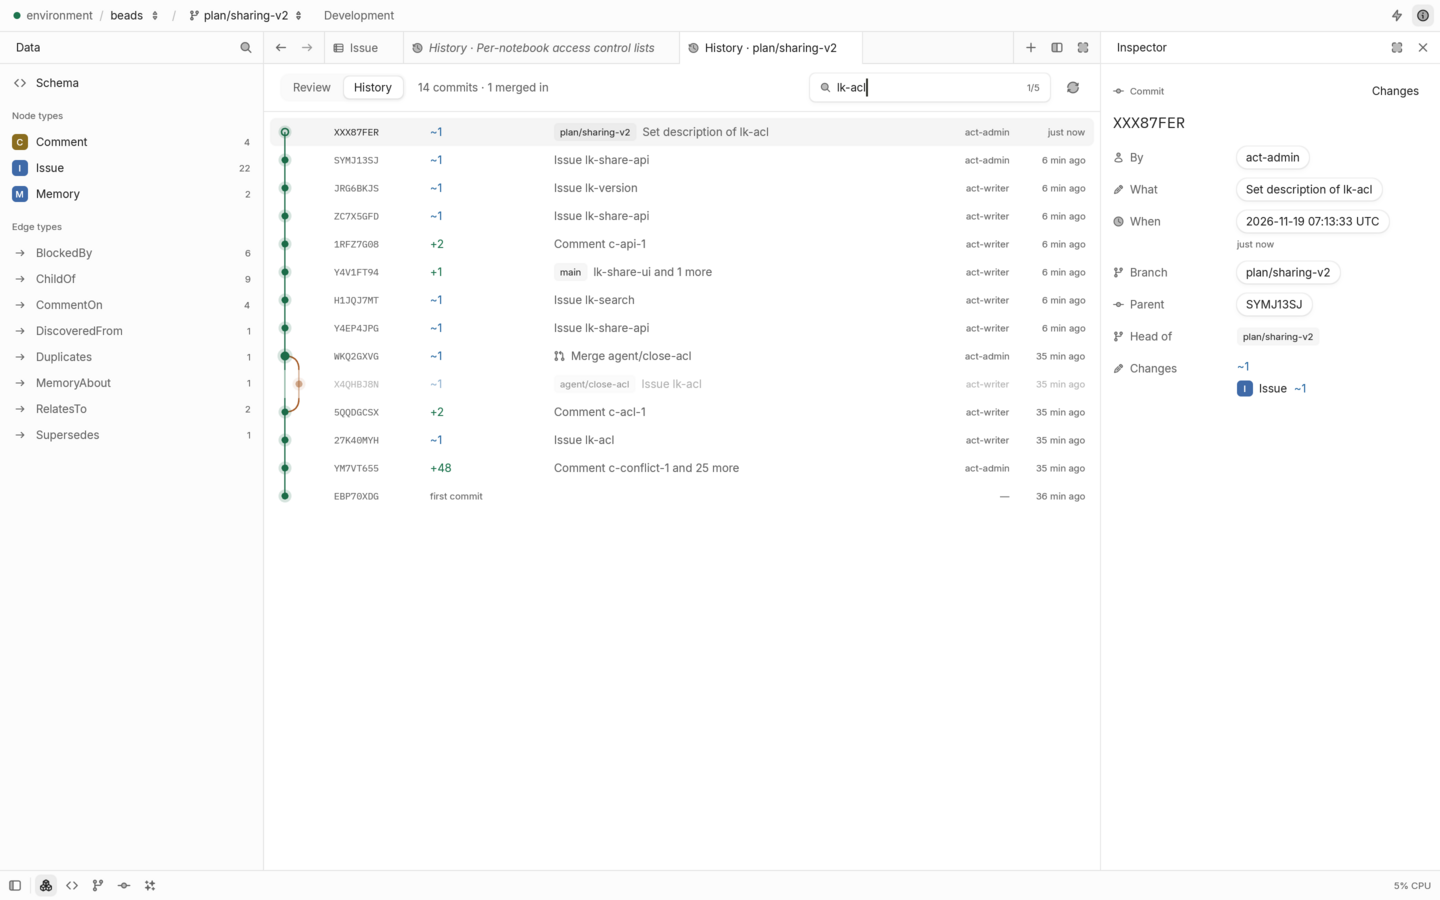 environment / beads / plan/sharing-v2 Development
Data
Schema
Node types
C Comment 4
I Issue 22
M Memory 2
Edge types
BlockedBy 6
ChildOf 9
CommentOn 4
DiscoveredFrom 1
Duplicates 1
MemoryAbout 1
RelatesTo 2
Supersedes 1
Issue
History · Per-notebook access control lists
History · plan/sharing-v2
Review History 14 commits · 1 merged in lk-acl 1/5
XXX87FER ~1 plan/sharing-v2 Set description of lk-acl act-admin just now
SYMJ13SJ ~1 Issue lk-share-api act-admin 6 min ago
JRG6BKJS ~1 Issue lk-version act-writer 6 min ago
ZC7X5GFD ~1 Issue lk-share-api act-writer 6 min ago
1RFZ7G08 +2 Comment c-api-1 act-writer 6 min ago
Y4V1FT94 +1 main lk-share-ui and 1 more act-writer 6 min ago
H1JQJ7MT ~1 Issue lk-search act-writer 6 min ago
Y4EP4JPG ~1 Issue lk-share-api act-writer 6 min ago
WKQ2GXVG ~1 Merge agent/close-acl act-admin 35 min ago
X4QHBJ8N ~1 agent/close-acl Issue lk-acl act-writer 35 min ago
5QQDGCSX +2 Comment c-acl-1 act-writer 35 min ago
27K40MYH ~1 Issue lk-acl act-writer 35 min ago
YM7VT655 +48 Comment c-conflict-1 and 25 more act-admin 35 min ago
EBP70XDG first commit — 36 min ago
Inspector
Commit Changes
XXX87FER
By act-admin
What Set description of lk-acl
When 2026-11-19 07:13:33 UTC
just now
Branch plan/sharing-v2
Parent SYMJ13SJ
Head of plan/sharing-v2
Changes ~1
I Issue ~1
5% CPU